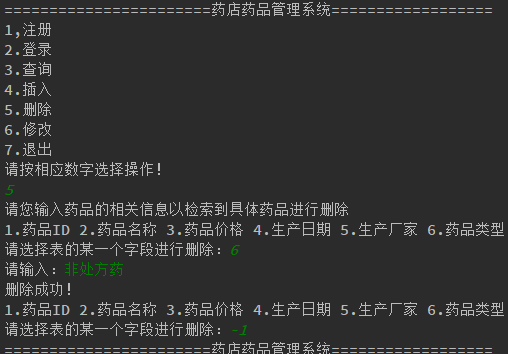 =======================药店药品管理系统==================
1,注册
2.登录
3.查询
4.插入
5.删除
6.修改
7.退出
请按相应数字选择操作!
5
请您输入药品的相关信息以检索到具体药品进行删除
1.药品ID 2.药品名称 3.药品价格 4.生产日期 5.生产厂家 6.药品类型
请选择表的某一个字段进行删除: 6
请输入: 非处方药
删除成功!
1.药品ID 2.药品名称 3.药品价格 4.生产日期 5.生产厂家 6.药品类型
请选择表的某一个字段进行删除: -1
=======================药店药品管理系统==================